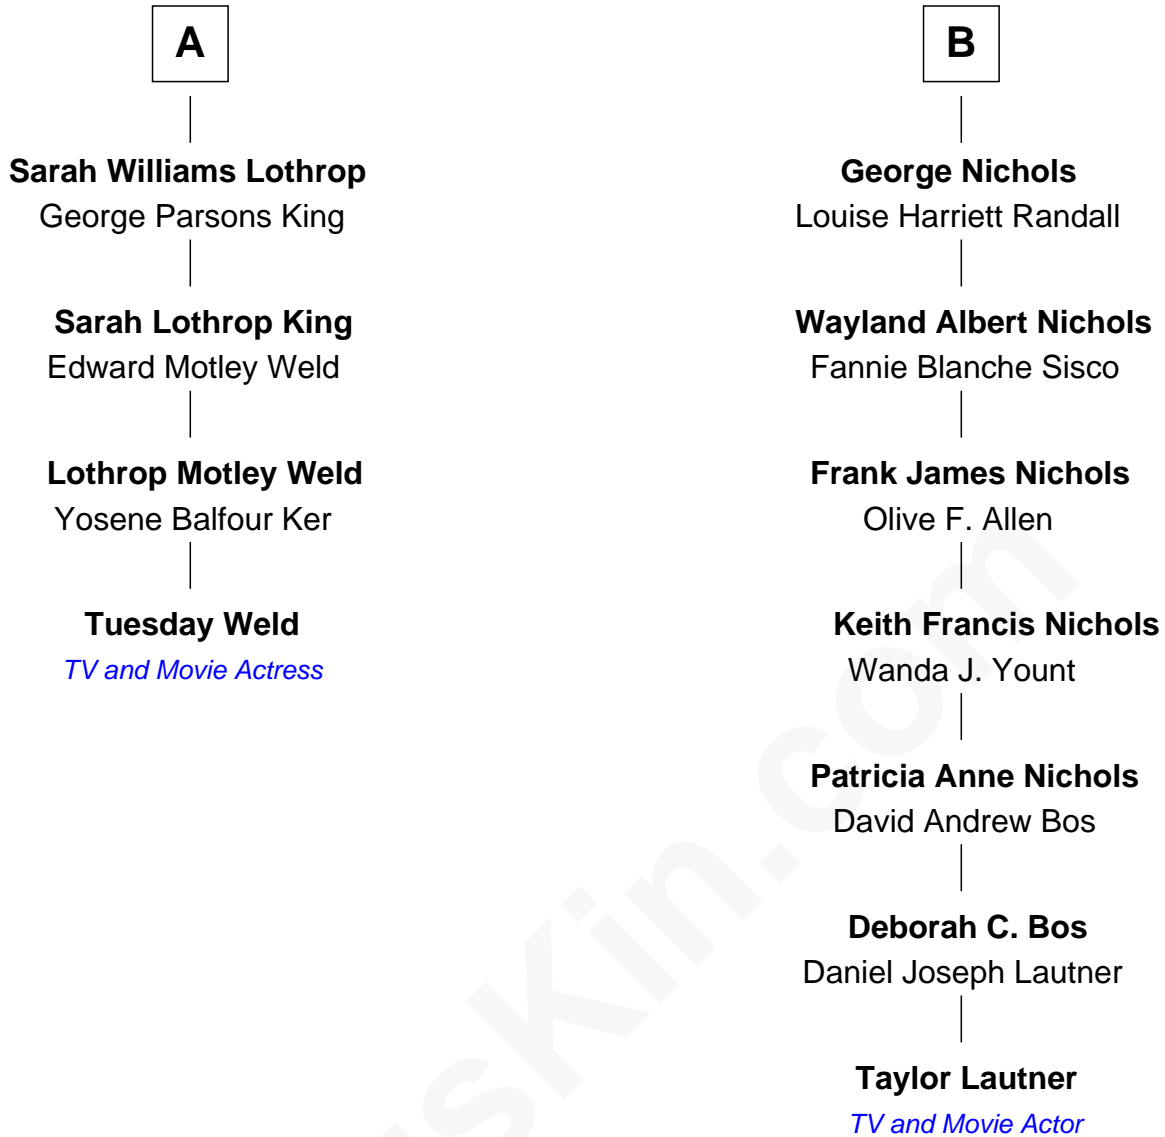 A
Sarah Williams Lothrop
George Parsons King
Sarah Lothrop King
Edward Motley Weld
Lothrop Motley Weld
Yosene Balfour Ker
Tuesday Weld
TV and Movie Actress
B
George Nichols
Louise Harriett Randall
Wayland Albert Nichols
Fannie Blanche Sisco
Frank James Nichols
Olive F. Allen
Keith Francis Nichols
Wanda J. Yount
Patricia Anne Nichols
David Andrew Bos
Deborah C. Bos
Daniel Joseph Lautner
Taylor Lautner
TV and Movie Actor